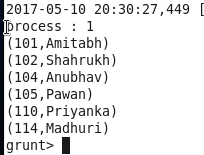 2017-05-10 20:30:27,449 [
process : 1
(101,Amitabh)
(102,Shahrukh)
(104,Anubhav)
(105,Pawan)
(110,Priyanka)
(114,Madhuri)
grunt>